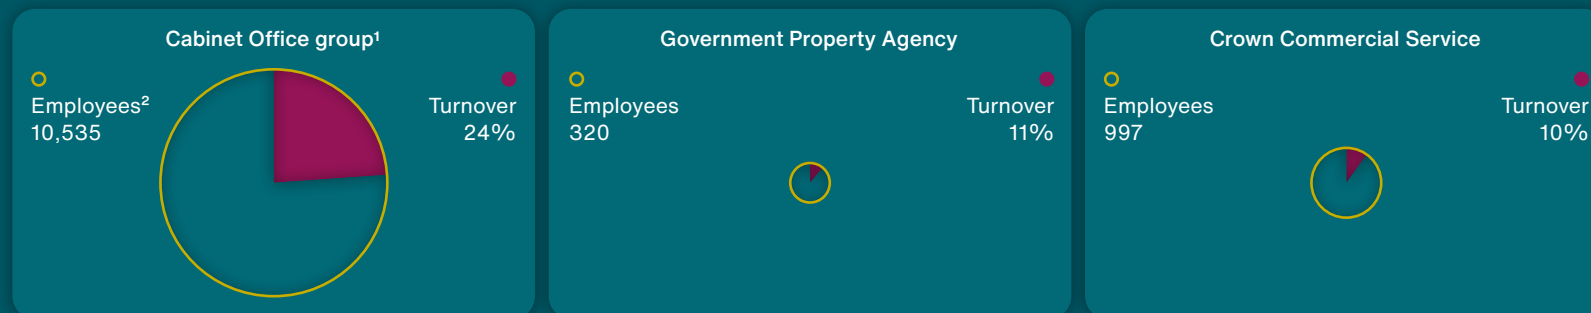 Cabinet Office group¹
Employees²
10,535
Turnover
24%
Government Property Agency
Employees
320
Turnover
11%
Crown Commercial Service
Employees
997
Turnover
10%